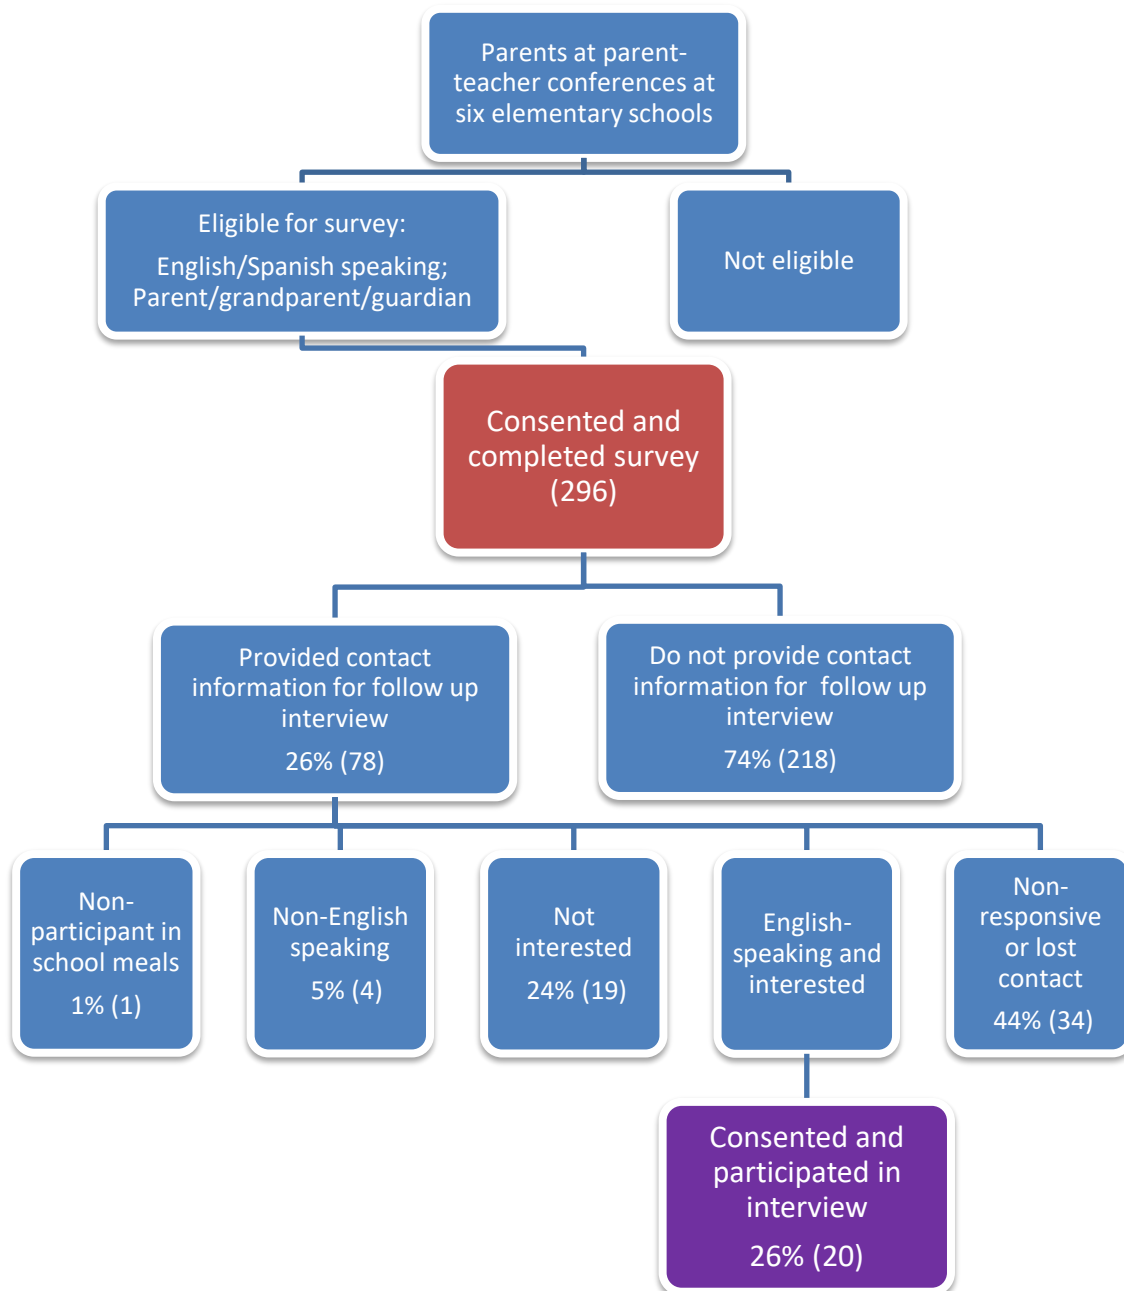 Parents at parent-
teacher conferences at
six elementary schools
Eligible for survey:
English/Spanish speaking;
Parent/grandparent/guardian
Not eligible
Consented and
completed survey
(296)
Provided contact
information for follow up
interview
26% (78)
Do not provide contact
information for  follow up
interview
74% (218)
Non-
participant in
school meals
1% (1)
Non-English
speaking
5% (4)
Not
interested
24% (19)
English-
speaking and
interested
Non-
responsive
or lost
contact
44% (34)
Consented and
participated in
interview
26% (20)